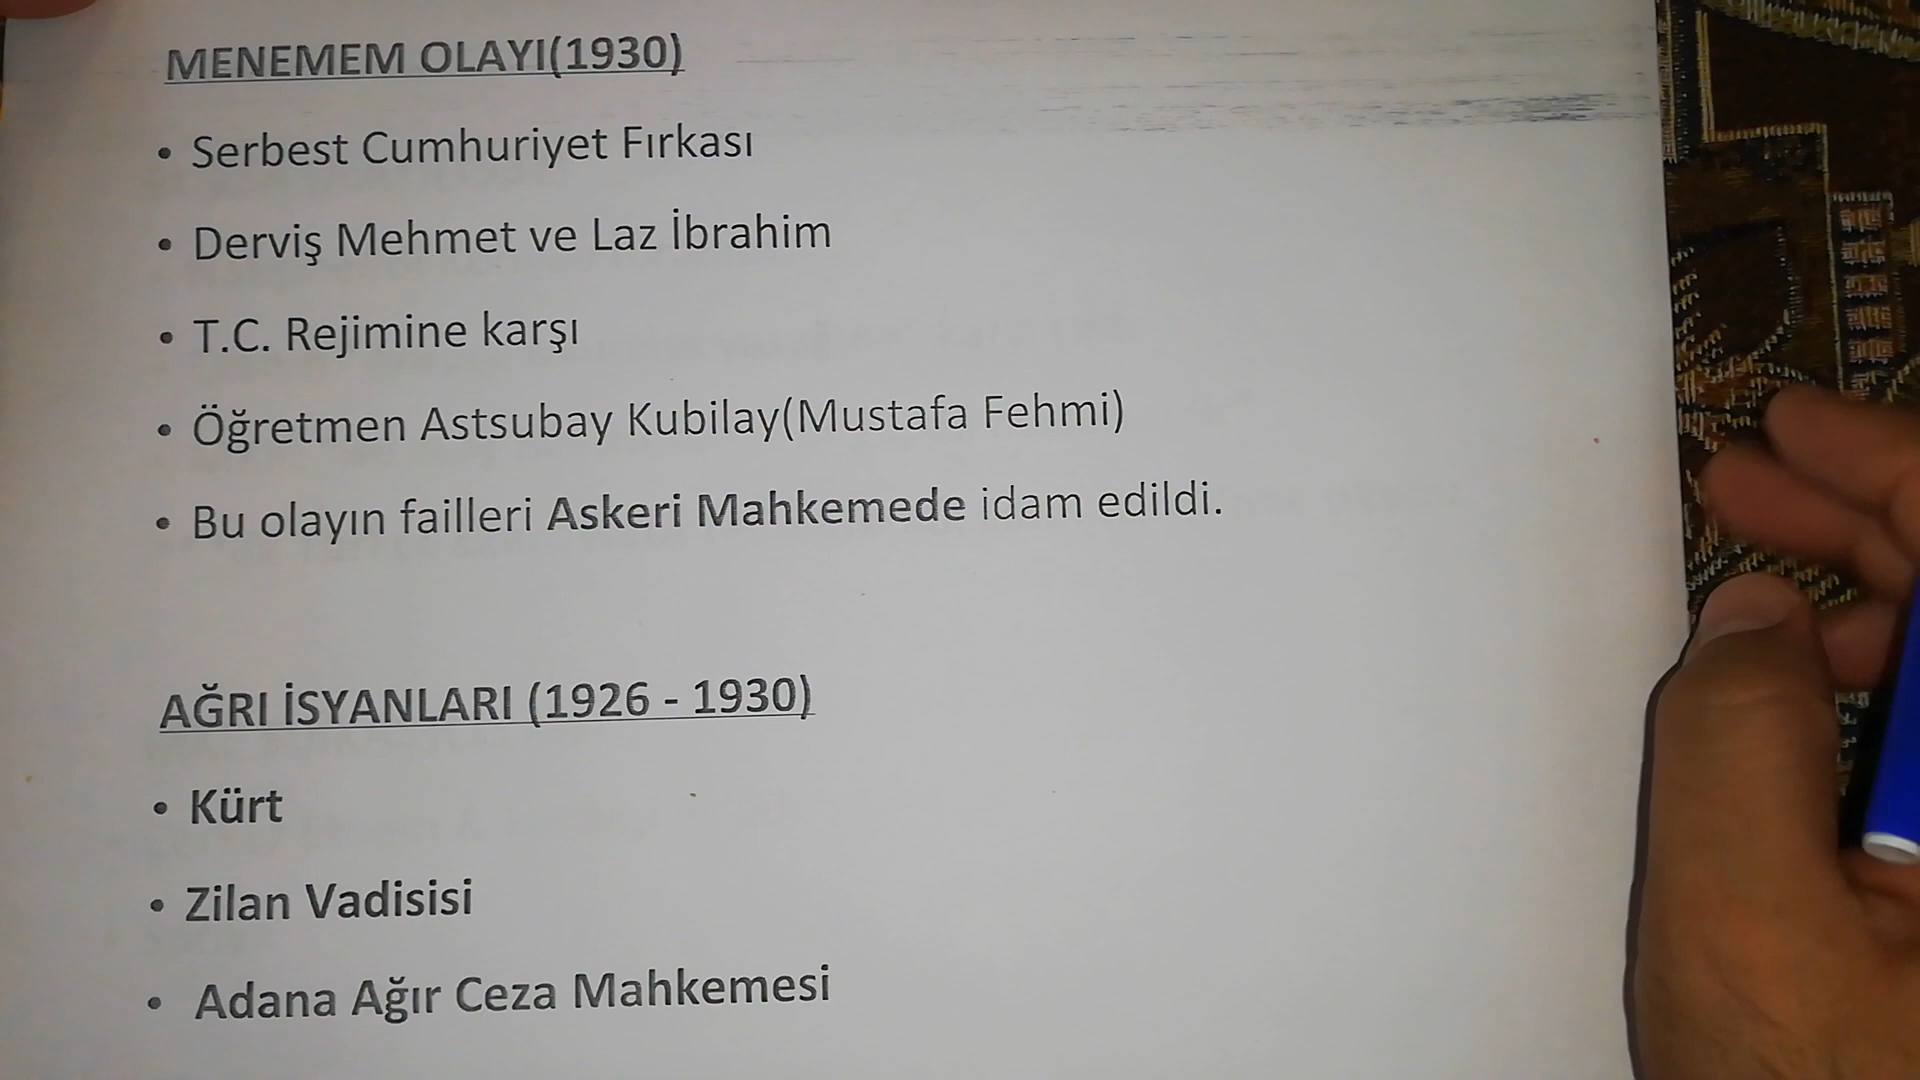 MENEMEM OLAYI(1930)
• Serbest Cumhuriyet Fırkası
• Derviş Mehmet ve Laz İbrahim
• T.C. Rejimine karşı
• Öğretmen Astsubay Kubilay(Mustafa Fehmi)
• Bu olayın failleri Askeri Mahkemede idam edildi.
AĞRI İSYANLARI (1926 - 1930)
• Kürt
• Zilan Vadisisi
• Adana Ağır Ceza Mahkemesi